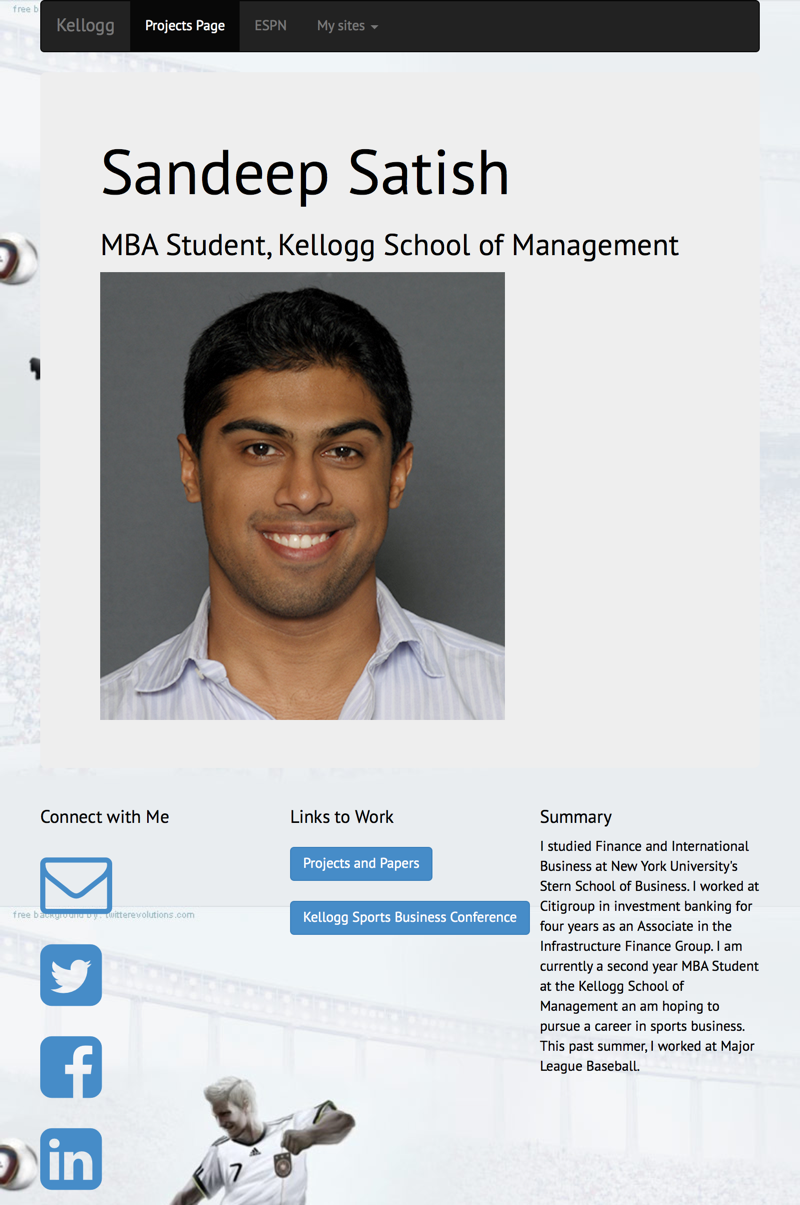 free b
Kellogg Projects Page ESPN My sites
Sandeep Satish
MBA Student, Kellogg School of Management
Connect with Me
Links to Work
Projects and Papers
Kellogg Sports Business Conference
Summary
I studied Finance and International
Business at New York University's
Stern School of Business. I worked at
Citigroup in investment banking for
four years as an Associate in the
Infrastructure Finance Group. I am
currently a second year MBA Student
at the Kellogg School of
Management an am hoping to
pursue a career in sports business.
This past summer, I worked at Major
League Baseball.
free background by: twitterevolutions.com
in
7